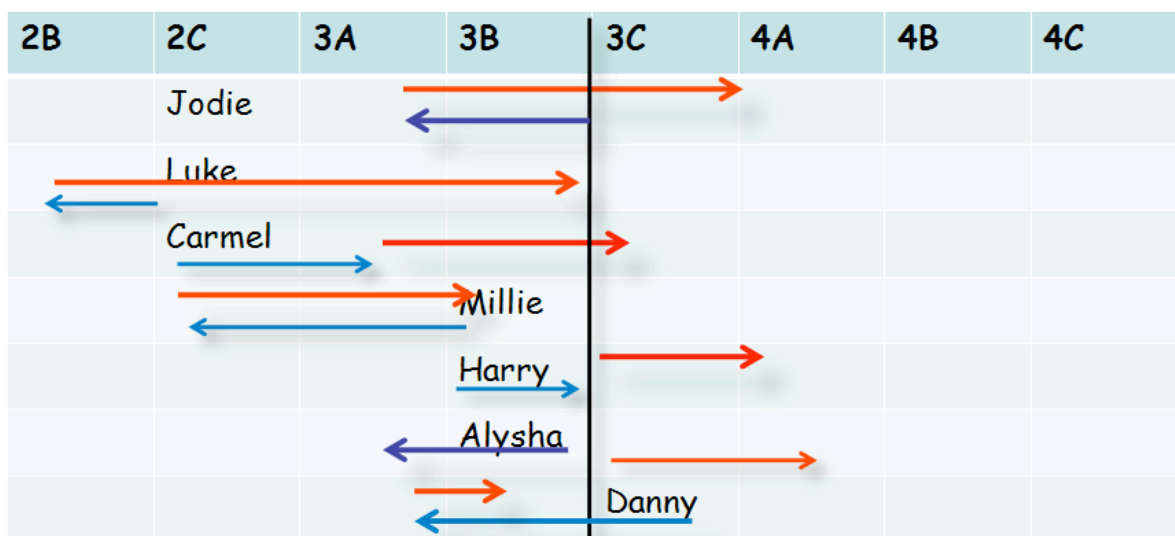 2B 2C 3A 3B 3C 4A 4B 4C
Jodie
Luke
Carmel
Millie
Harry
Alysha
Danny